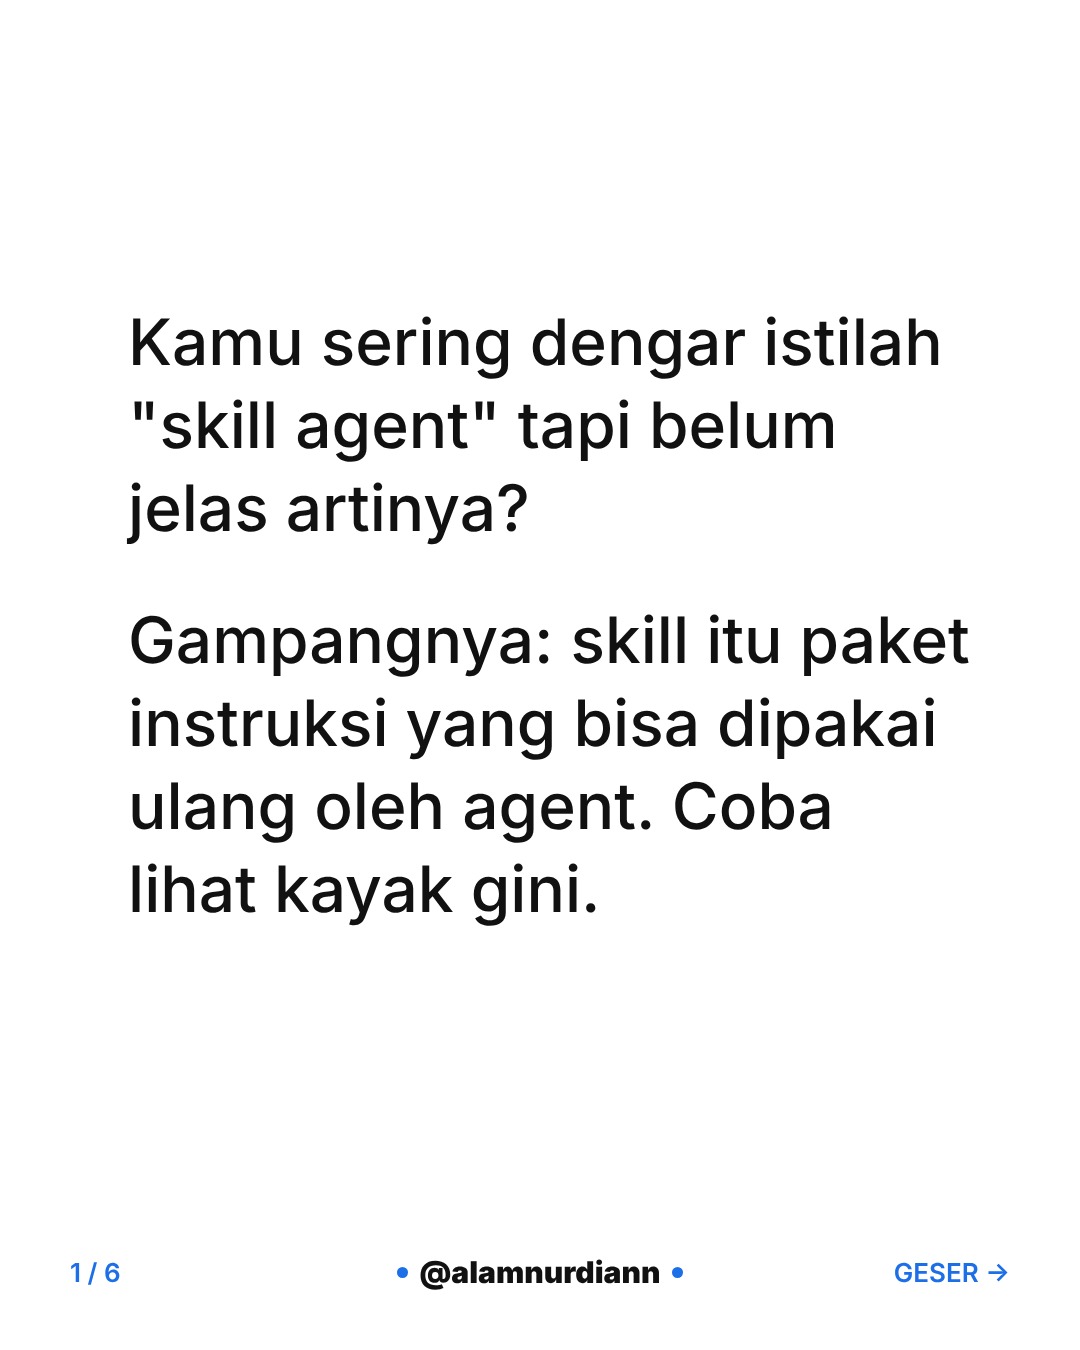 Kamu sering dengar istilah
"skill agent" tapi belum
jelas artinya?
Gampangnya: skill itu paket
instruksi yang bisa dipakai
ulang oleh agent. Coba
lihat kayak gini.
1 / 6
• @alamnurdiann •
GESER →